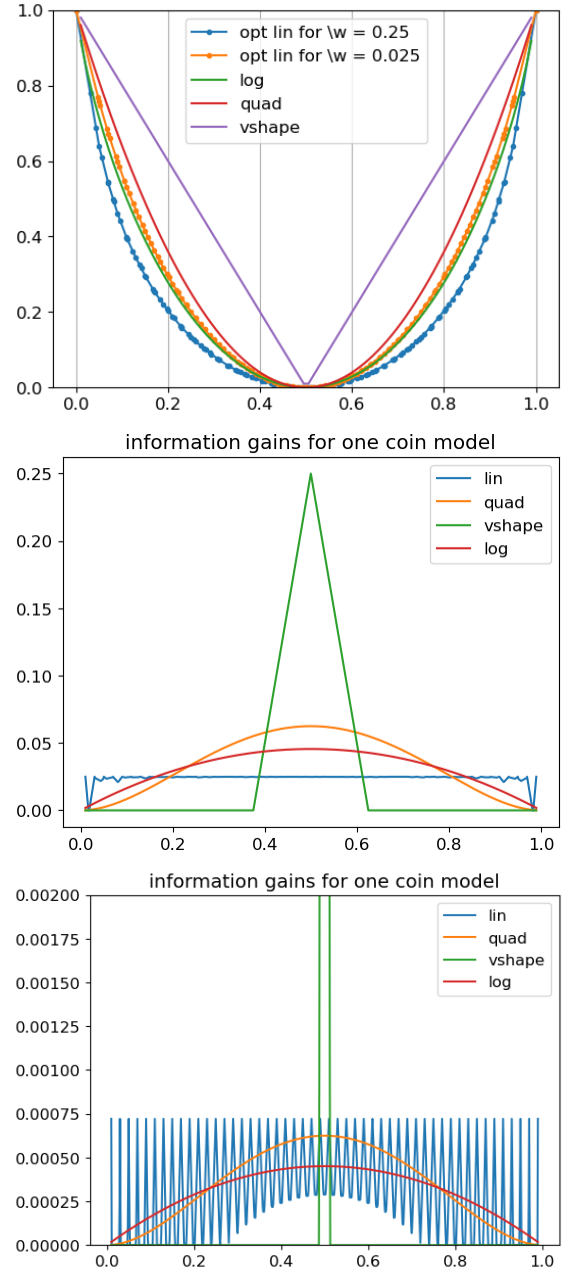 1.0
0.8
0.6
0.4
0.2
0.0
opt lin for \w = 0.25
opt lin for \w = 0.025
log
quad
vshape
0.0 0.2 0.4 0.6 0.8 1.0
information gains for one coin model
0.25
0.20
0.15
0.10
0.05
0.00
lin
quad
vshape
log
0.0 0.2 0.4 0.6 0.8 1.0
information gains for one coin model
0.00200
0.00175
0.00150
0.00125
0.00100
0.00075
0.00050
0.00025
0.00000
lin
quad
vshape
log
0.0 0.2 0.4 0.6 0.8 1.0